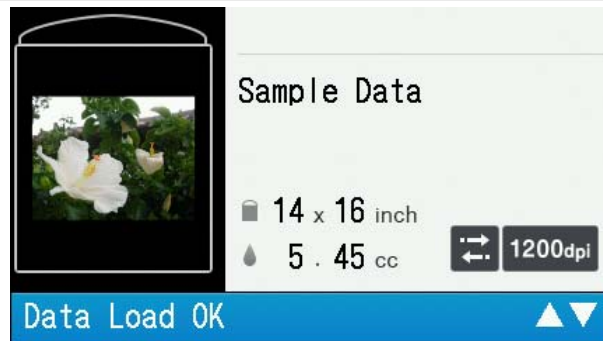 Sample Data
14 x 16 inch
5 . 45 cc
1200dpi
Data Load OK